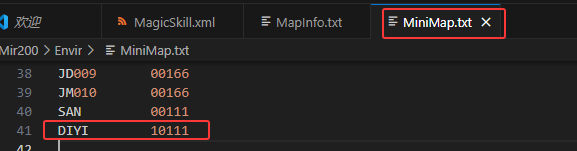 欢迎 MagicSkill.xml MapInfo.txt MiniMap.txt ×
Mir200 > Envir > MiniMap.txt
38 JD009 00166
39 JM010 00166
40 SAN 00111
41 DIYI 10111
42